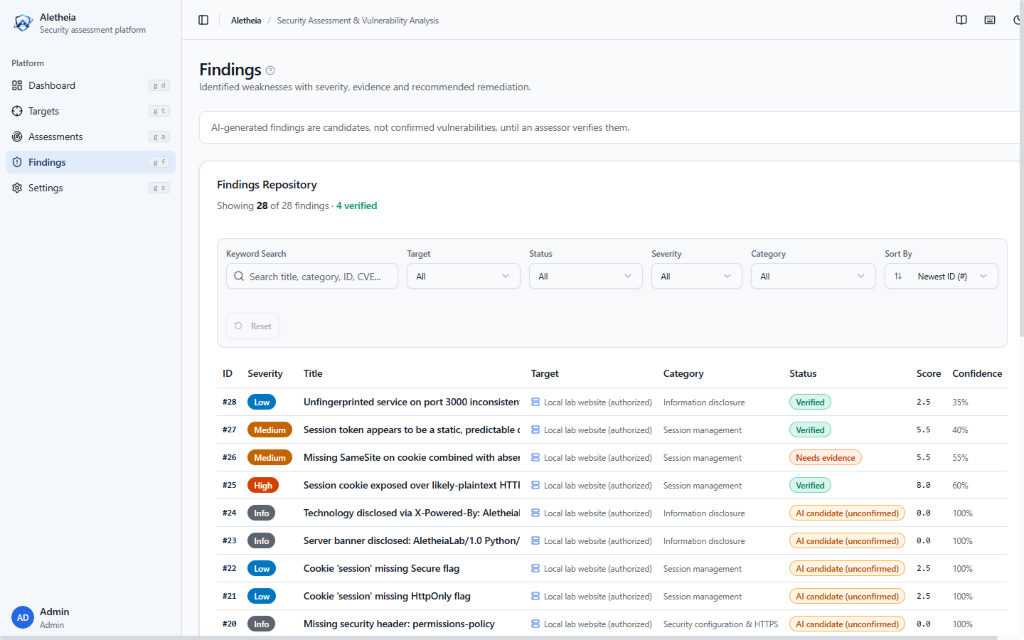 Aletheia
Security assessment platform
Aletheia / Security Assessment & Vulnerability Analysis
Platform
Dashboard g d
Targets g t
Assessments g a
Findings g f
Settings g s
Findings
Identified weaknesses with severity, evidence and recommended remediation.
AI-generated findings are candidates, not confirmed vulnerabilities, until an assessor verifies them.
Findings Repository
Showing 28 of 28 findings · 4 verified
Keyword Search Target Status Severity Category Sort By
Search title, category, ID, CVE... All All All All Newest ID (#)
Reset
ID Severity Title Target Category Status Score Confidence
#28 Low Unfingerprinted service on port 3000 inconsisten Local lab website (authorized) Information disclosure Verified 2.5 35%
#27 Medium Session token appears to be a static, predictable Local lab website (authorized) Session management Verified 5.5 40%
#26 Medium Missing SameSite on cookie combined with abse Local lab website (authorized) Session management Needs evidence 5.5 55%
#25 High Session cookie exposed over likely-plaintext HTT Local lab website (authorized) Session management Verified 8.0 60%
#24 Info Technology disclosed via X-Powered-By: Aletheia Local lab website (authorized) Information disclosure AI candidate (unconfirmed) 0.0 100%
#23 Info Server banner disclosed: AletheiaLab/1.0 Python/ Local lab website (authorized) Information disclosure AI candidate (unconfirmed) 0.0 100%
#22 Low Cookie 'session' missing Secure flag Local lab website (authorized) Session management AI candidate (unconfirmed) 2.5 100%
#21 Low Cookie 'session' missing HttpOnly flag Local lab website (authorized) Session management AI candidate (unconfirmed) 2.5 100%
#20 Info Missing security header: permissions-policy Local lab website (authorized) Security configuration & HTTPS AI candidate (unconfirmed) 0.0 100%
AD Admin
Admin